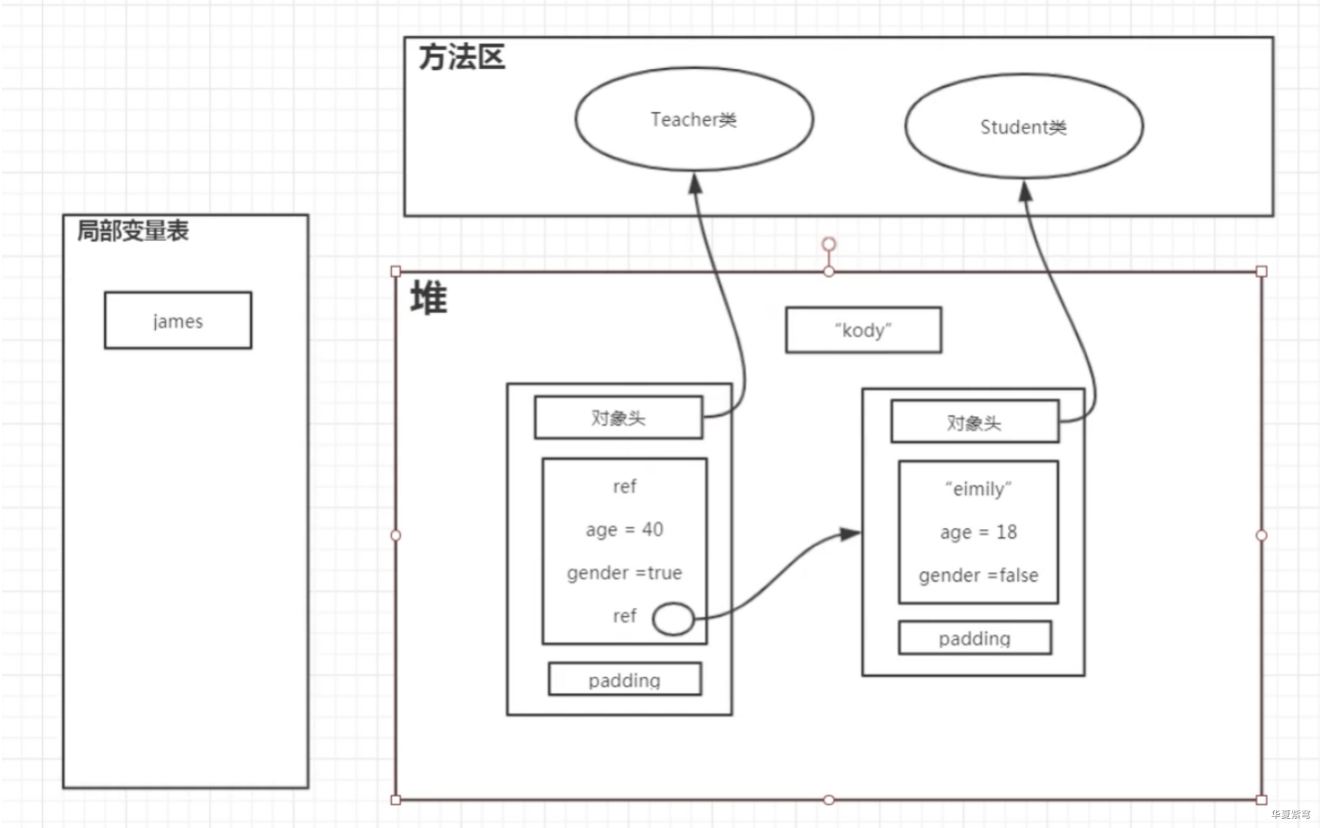 方法区
Teacher类
Student类
局部变量表
james
堆
“kody”
对象头
ref
age = 40
gender =true
ref
padding
对象头
“eimily”
age = 18
gender =false
padding
华夏紫穹